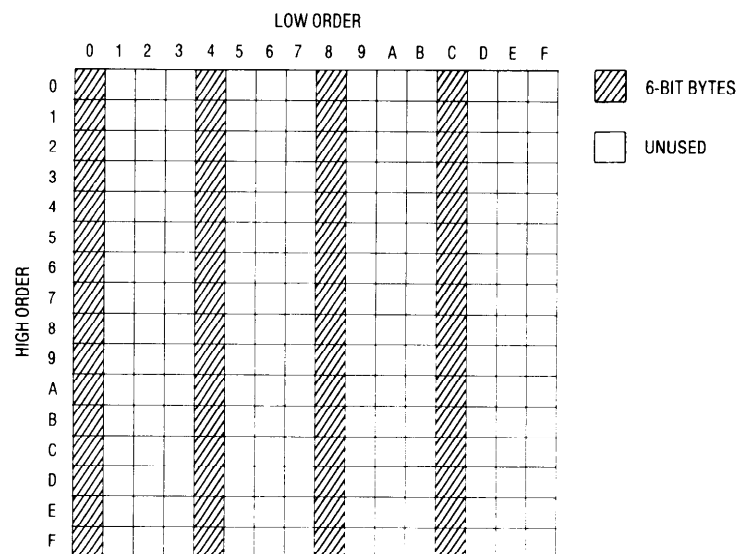 LOW ORDER
0 1 2 3 4 5 6 7 8 9 A B C D E F
HIGH ORDER
0
1
2
3
4
5
6
7
8
9
A
B
C
D
E
F
6-BIT BYTES
UNUSED